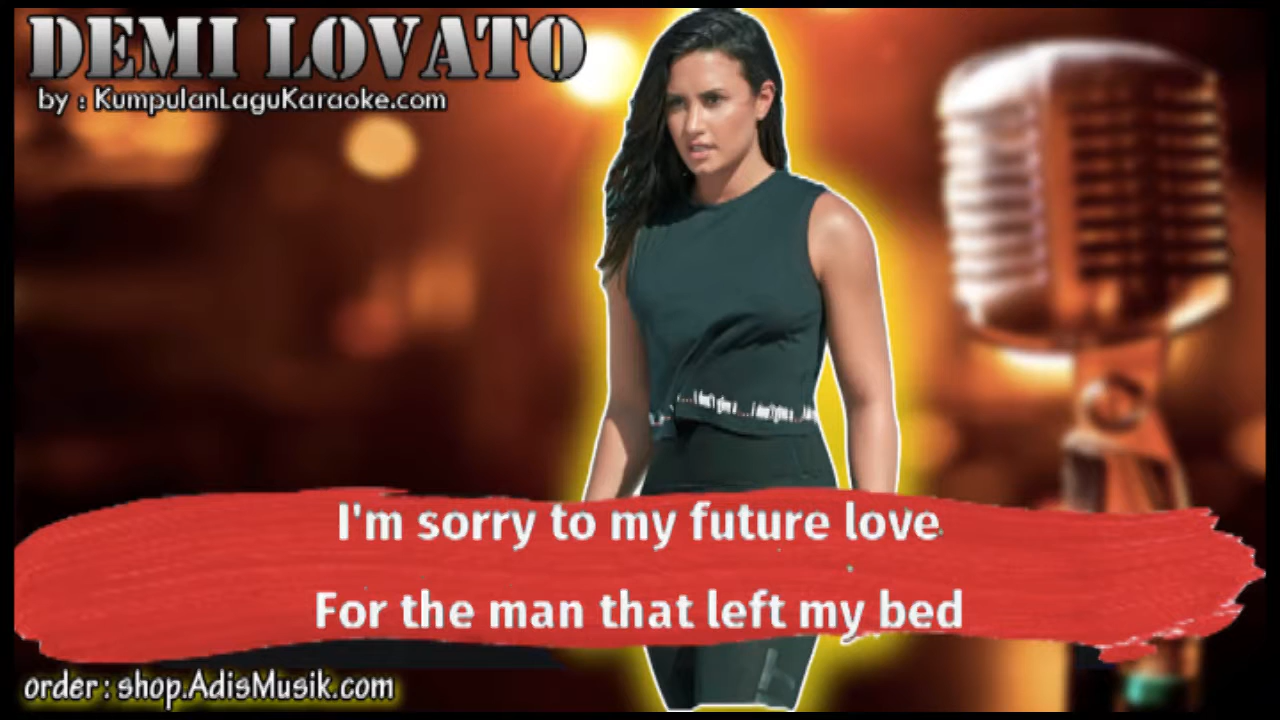 DEMI LOVATO
by : KumpulanLaguKaraoke.com
I'm sorry to my future love
For the man that left my bed
order : shop.AdisMusik.com